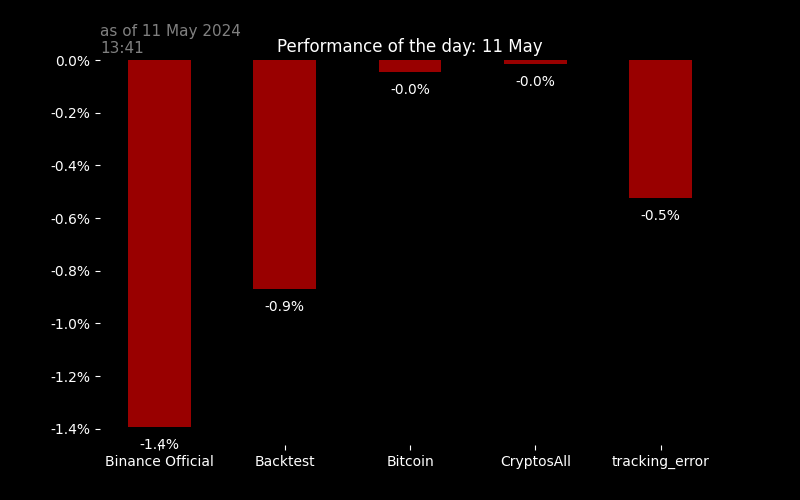 as of 11 May 2024
13:41
Performance of the day: 11 May
0.0%
-0.2%
-0.4%
-0.6%
-0.8%
-1.0%
-1.2%
-1.4%
-1.4%
-0.9%
-0.0%
-0.0%
-0.5%
Binance Official
Backtest
Bitcoin
CryptosAll
tracking_error